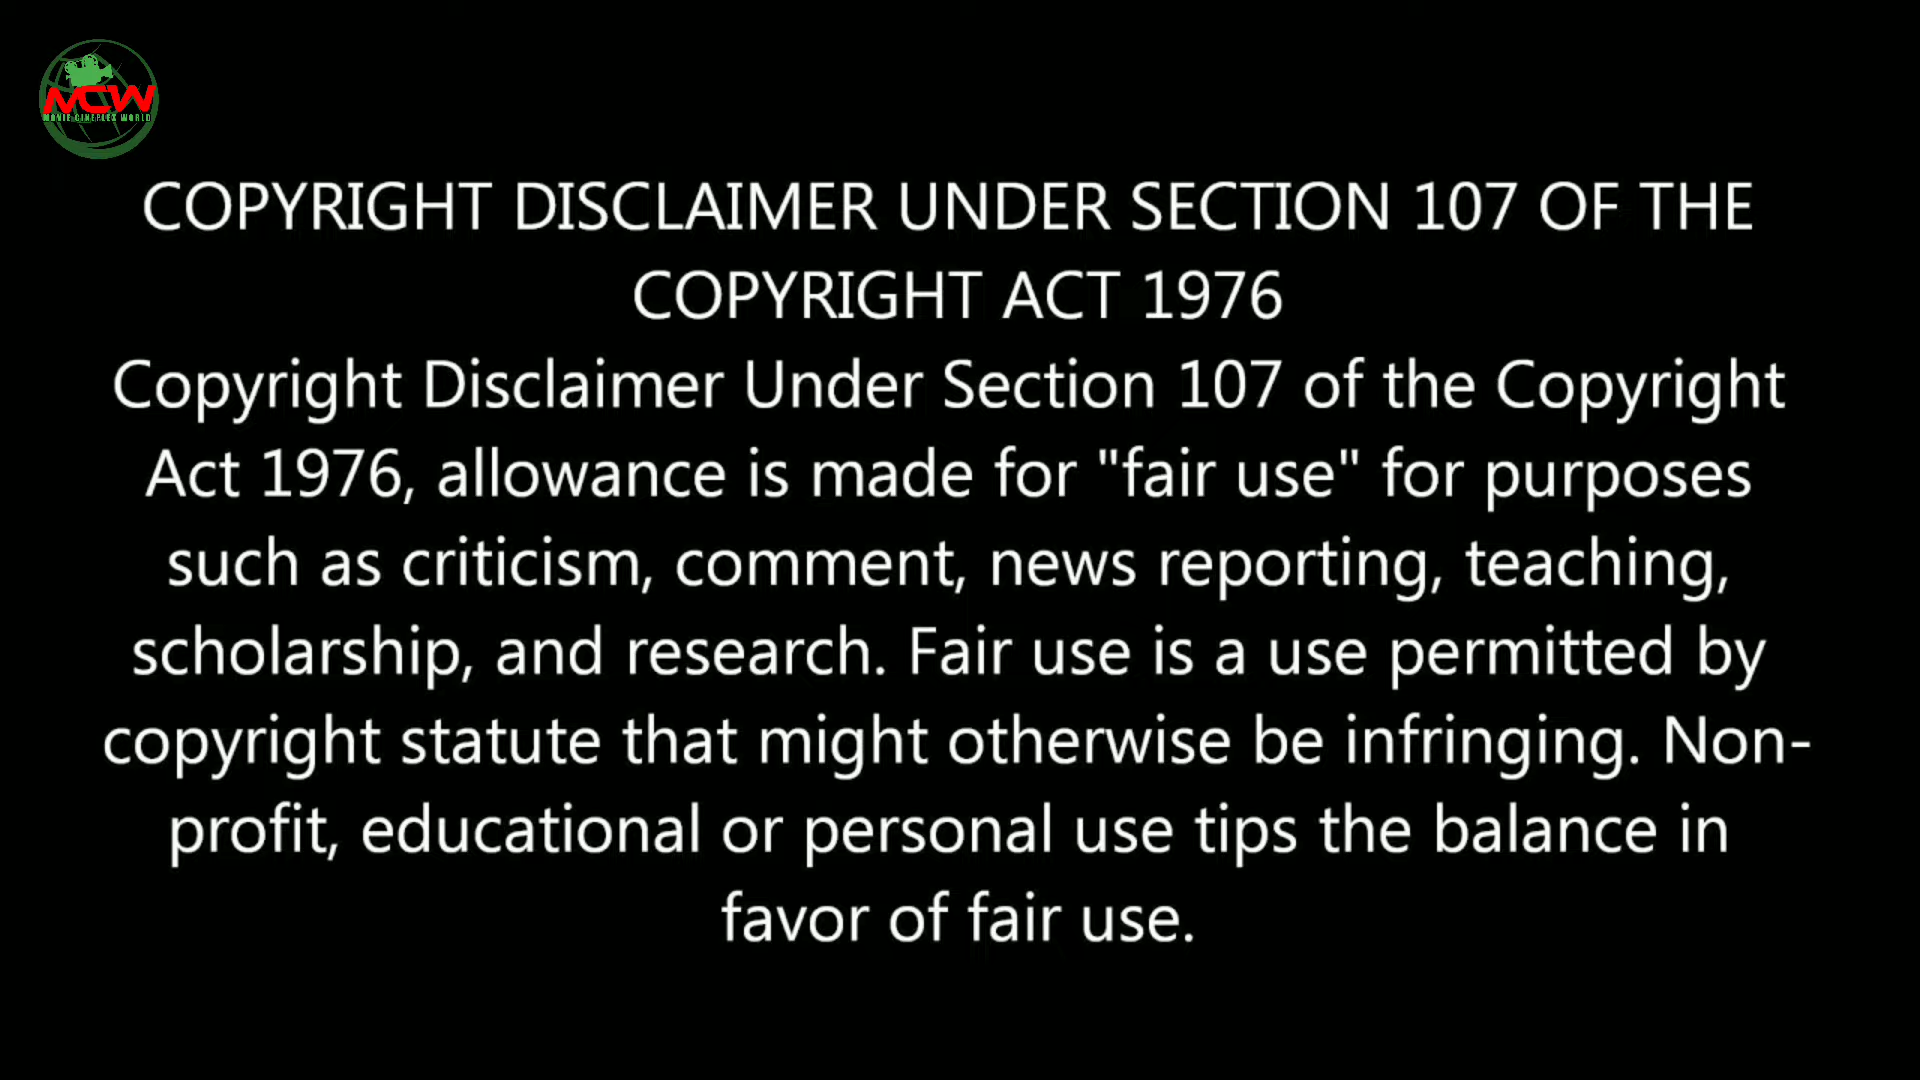 MCW
MOVIE CINEPLEX WORLD
COPYRIGHT DISCLAIMER UNDER SECTION 107 OF THE
COPYRIGHT ACT 1976
Copyright Disclaimer Under Section 107 of the Copyright
Act 1976, allowance is made for "fair use" for purposes
such as criticism, comment, news reporting, teaching,
scholarship, and research. Fair use is a use permitted by
copyright statute that might otherwise be infringing. Non-
profit, educational or personal use tips the balance in
favor of fair use.